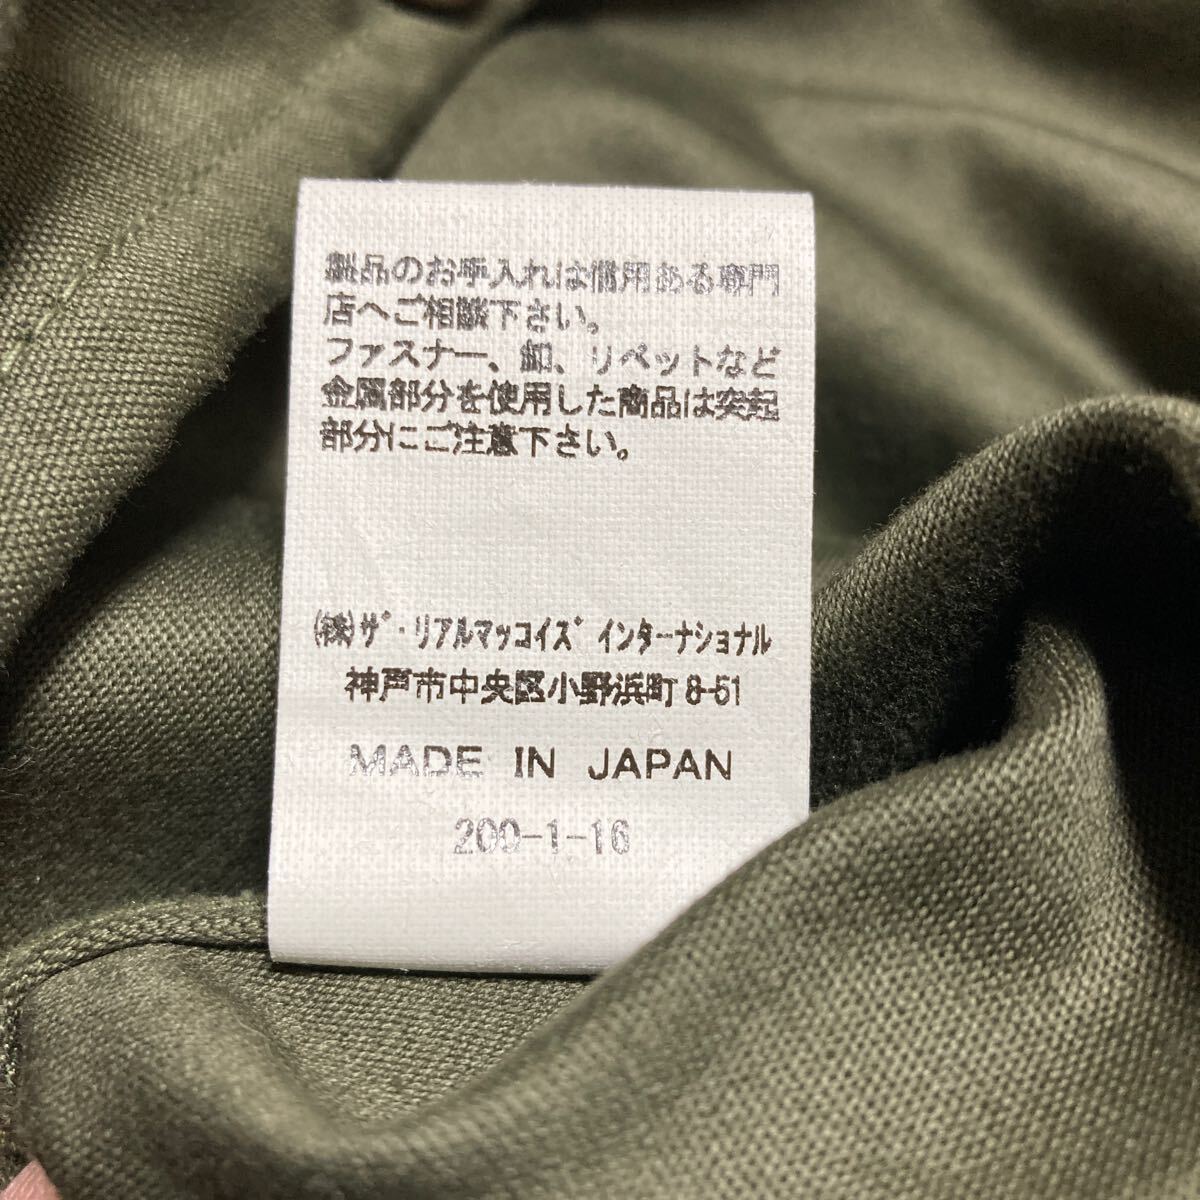 製品のお手入れは信用ある専門
店へご相談下さい。
ファスナー、釦、リベットなど
金属部分を使用した商品は突起
部分にご注意下さい。
(株)ザ・リアルマッコイズ インターナショナル
神戸市中央区小野浜町8-51
MADE IN JAPAN
200-1-16